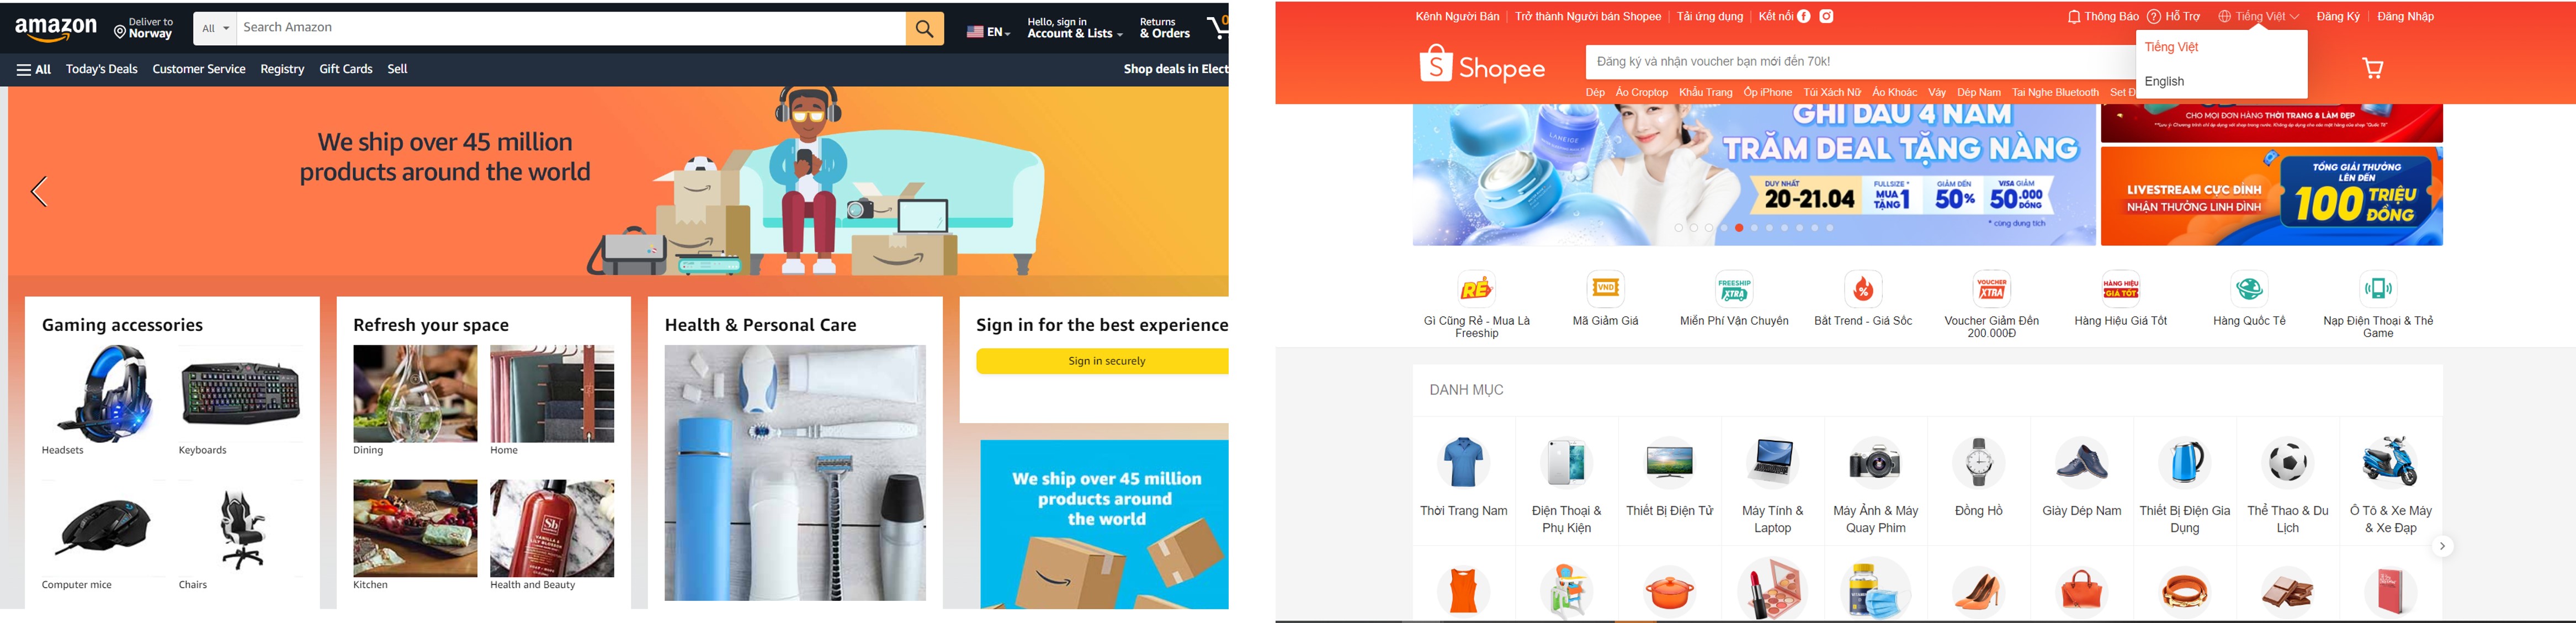 amazon
Deliver to
Norway
All
Search Amazon
EN
Hello, sign in
Account & Lists
Returns
& Orders
0
All
Today's Deals
Customer Service
Registry
Gift Cards
Sell
Shop deals in Elect
We ship over 45 million
products around the world
Gaming accessories
Headsets
Keyboards
Computer mice
Chairs
Refresh your space
Dining
Home
Kitchen
Health and Beauty
Health & Personal Care
Sign in for the best experience
Sign in securely
We ship over 45 million
products around
the world
Kênh Người Bán
Trở thành Người bán Shopee
Tải ứng dụng
Kết nối
Thông Báo
Hỗ Trợ
Tiếng Việt
Đăng Ký
Đăng Nhập
Tiếng Việt
English
Shopee
Đăng ký và nhận voucher bạn mới đến 70k!
Dép
Áo Croptop
Khẩu Trang
Ốp iPhone
Túi Xách Nữ
Áo Khoác
Váy
Dép Nam
Tai Nghe Bluetooth
Set Đ
LANEIGE
GHI DẤU 4 NĂM
TRĂM DEAL TẶNG NÀNG
DUY NHẤT
20-21.04
FULLSIZE *
MUA 1
TẶNG 1
GIẢM ĐẾN
50%
VISA GIẢM
50.000
ĐỒNG
* cùng dung tích
CHO MỌI ĐƠN HÀNG THỜI TRANG & LÀM ĐẸP
LIVESTREAM CỰC DÍNH
NHẬN THƯỞNG LINH ĐÌNH
TỔNG GIẢI THƯỞNG
LÊN ĐẾN
100 TRIỆU
ĐỒNG
RẺ
Gì Cũng Rẻ - Mua Là
Freeship
VND
Mã Giảm Giá
FREESHIP
XTRA
Miễn Phí Vận Chuyển
Bắt Trend - Giá Sốc
VOUCHER
XTRA
Voucher Giảm Đến
200.000Đ
HÀNG HIỆU
GIÁ TỐT
Hàng Hiệu Giá Tốt
Hàng Quốc Tế
Nạp Điện Thoại & Thẻ
Game
DANH MỤC
Thời Trang Nam
Điện Thoại &
Phụ Kiện
Thiết Bị Điện Tử
Máy Tính &
Laptop
Máy Ảnh & Máy
Quay Phim
Đồng Hồ
Giày Dép Nam
Thiết Bị Điện Gia
Dụng
Thể Thao & Du
Lịch
Ô Tô & Xe Máy
& Xe Đạp